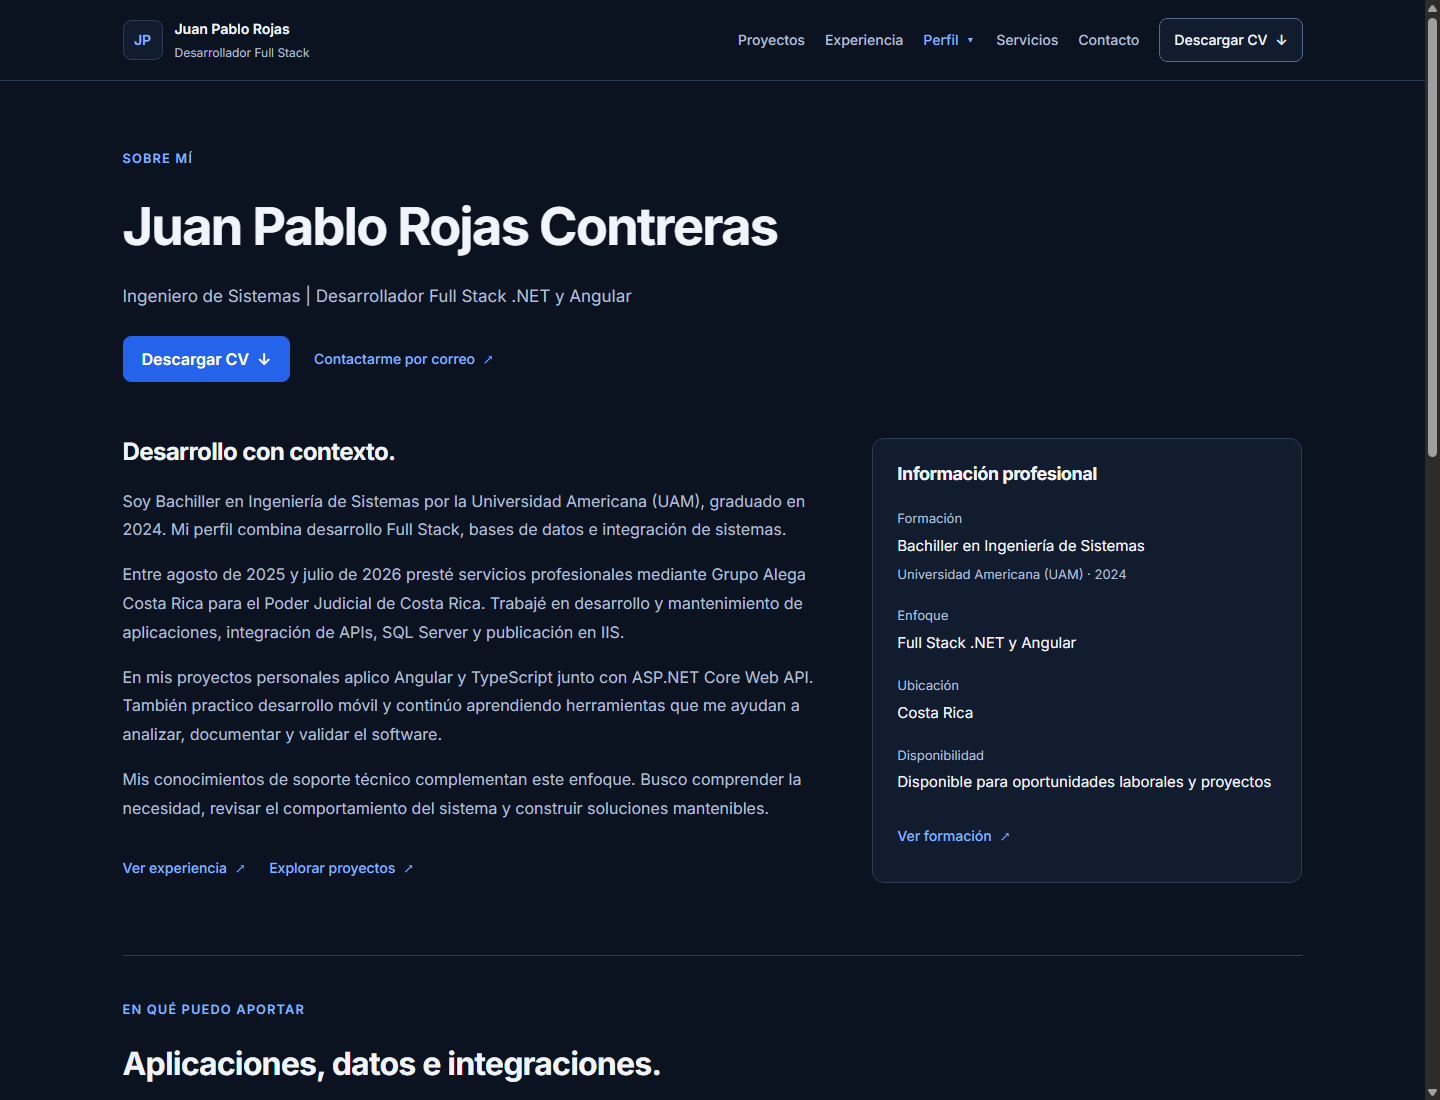 JP
Juan Pablo Rojas
Desarrollador Full Stack
Proyectos
Experiencia
Perfil ▾
Servicios
Contacto
Descargar CV ↓
SOBRE MÍ
Juan Pablo Rojas Contreras
Ingeniero de Sistemas | Desarrollador Full Stack .NET y Angular
Descargar CV ↓
Contactarme por correo ↗
Desarrollo con contexto.
Soy Bachiller en Ingeniería de Sistemas por la Universidad Americana (UAM), graduado en
2024. Mi perfil combina desarrollo Full Stack, bases de datos e integración de sistemas.
Entre agosto de 2025 y julio de 2026 presté servicios profesionales mediante Grupo Alega
Costa Rica para el Poder Judicial de Costa Rica. Trabajé en desarrollo y mantenimiento de
aplicaciones, integración de APIs, SQL Server y publicación en IIS.
En mis proyectos personales aplico Angular y TypeScript junto con ASP.NET Core Web API.
También practico desarrollo móvil y continúo aprendiendo herramientas que me ayudan a
analizar, documentar y validar el software.
Mis conocimientos de soporte técnico complementan este enfoque. Busco comprender la
necesidad, revisar el comportamiento del sistema y construir soluciones mantenibles.
Ver experiencia ↗
Explorar proyectos ↗
Información profesional
Formación
Bachiller en Ingeniería de Sistemas
Universidad Americana (UAM) · 2024
Enfoque
Full Stack .NET y Angular
Ubicación
Costa Rica
Disponibilidad
Disponible para oportunidades laborales y proyectos
Ver formación ↗
EN QUÉ PUEDO APORTAR
Aplicaciones, datos e integraciones.